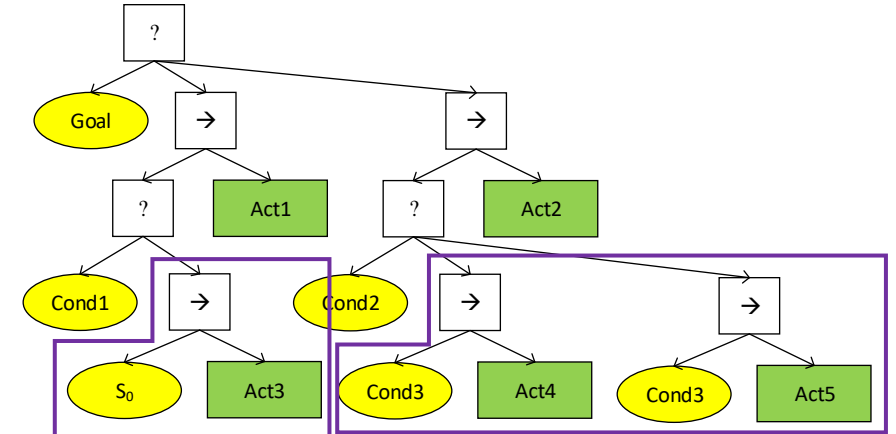 ?
Goal → →
? Act1 ? Act2
Cond1 → Cond2 → →
S₀ Act3 Cond3 Act4 Cond3 Act5